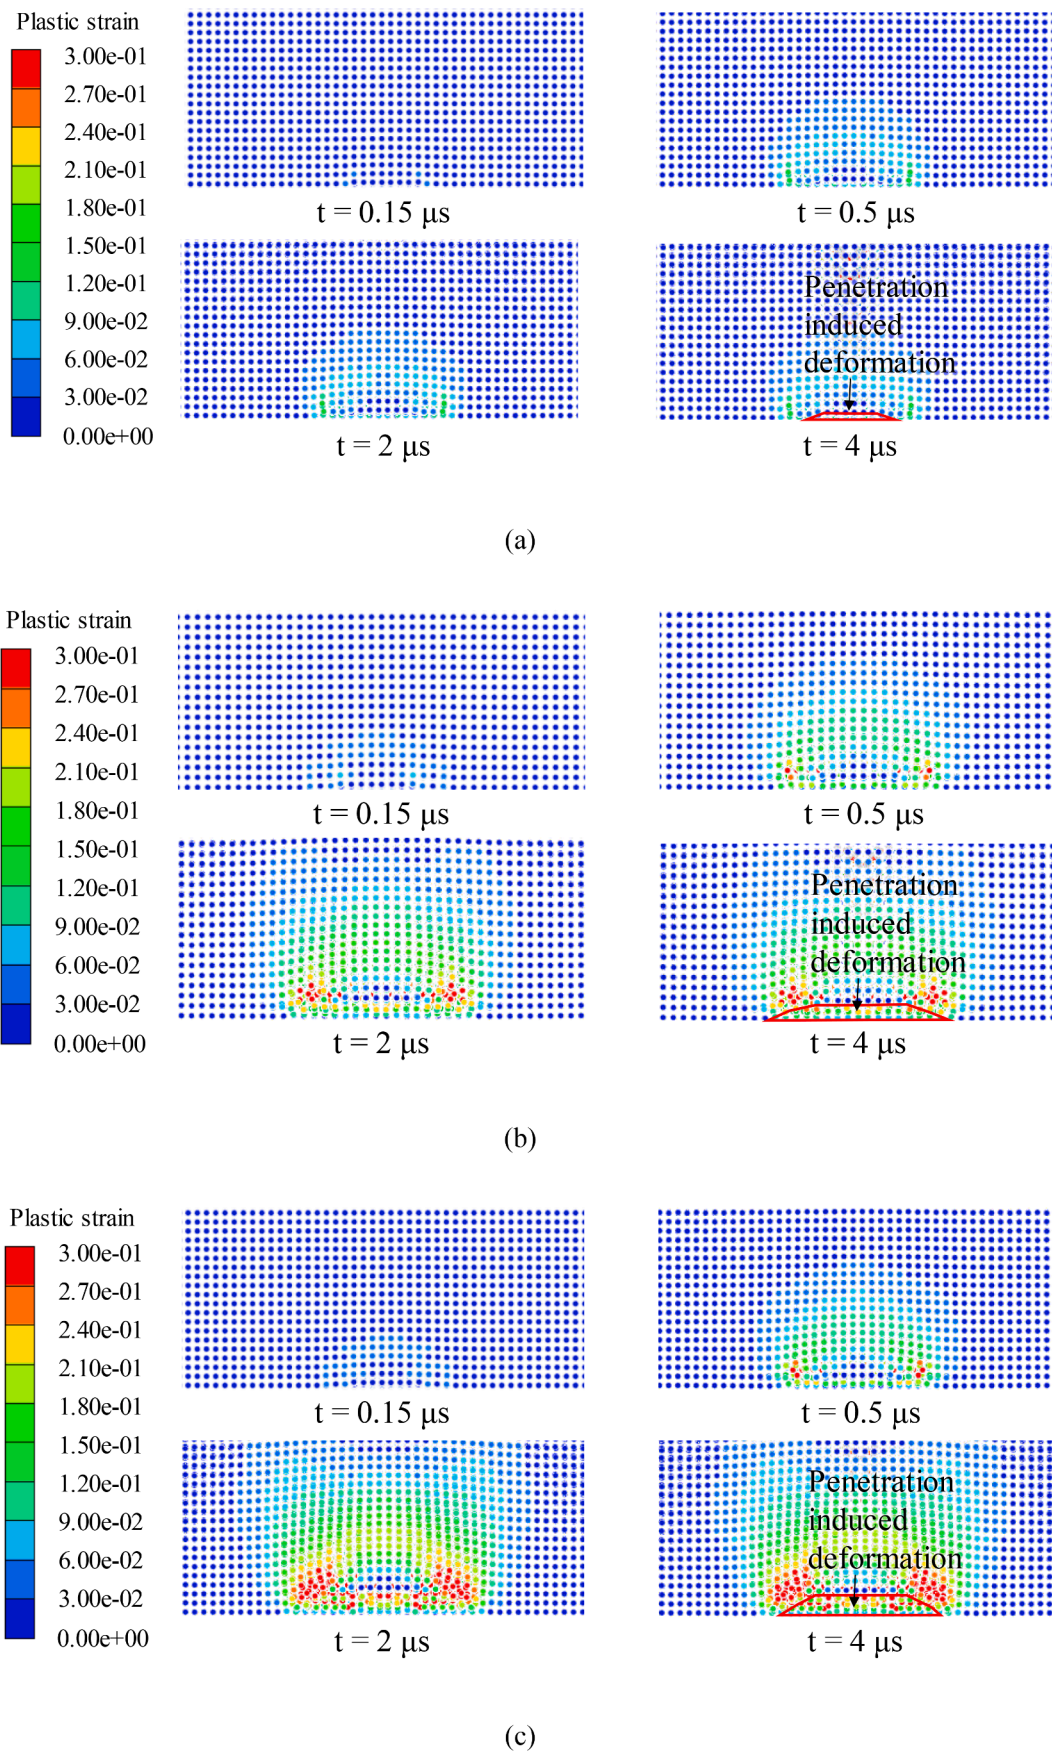 Plastic strain
3.00e-01
2.70e-01
2.40e-01
2.10e-01
1.80e-01
1.50e-01
1.20e-01
9.00e-02
6.00e-02
3.00e-02
0.00e+00
t = 0.15 μs
t = 0.5 μs
Penetration
induced
deformation
t = 2 μs
t = 4 μs
(a)
Plastic strain
3.00e-01
2.70e-01
2.40e-01
2.10e-01
1.80e-01
1.50e-01
1.20e-01
9.00e-02
6.00e-02
3.00e-02
0.00e+00
t = 0.15 μs
t = 0.5 μs
Penetration
induced
deformation
t = 2 μs
t = 4 μs
(b)
Plastic strain
3.00e-01
2.70e-01
2.40e-01
2.10e-01
1.80e-01
1.50e-01
1.20e-01
9.00e-02
6.00e-02
3.00e-02
0.00e+00
t = 0.15 μs
t = 0.5 μs
Penetration
induced
deformation
t = 2 μs
t = 4 μs
(c)